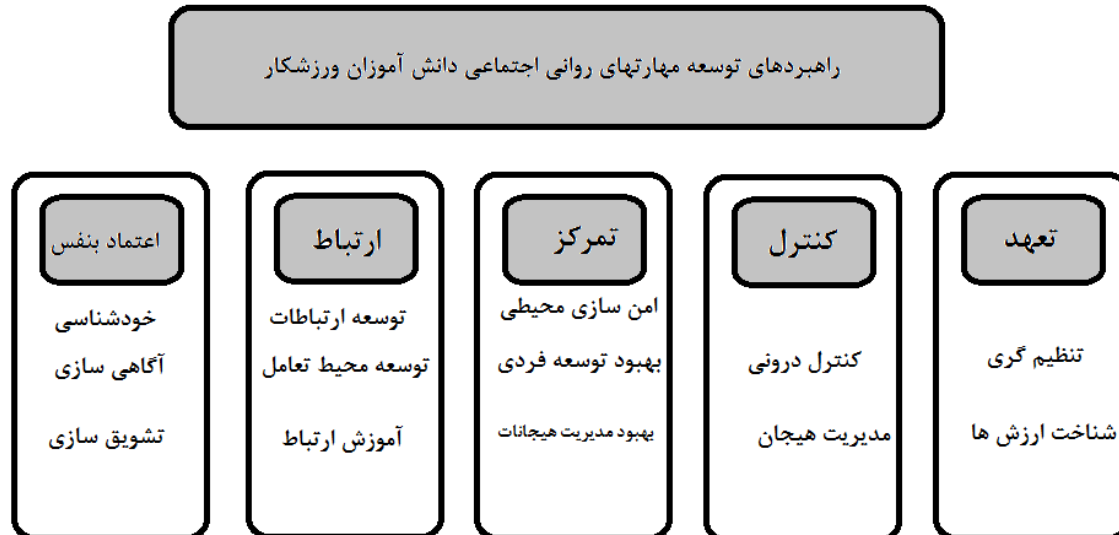 راهبردهای توسعه مهارتهای روانی اجتماعی دانش آموزان ورزشکار
تعهد
تنظیم گری
شناخت ارزش ها
کنترل
کنترل درونی
مدیریت هیجان
تمرکز
امن سازی محیطی
بهبود توسعه فردی
بهبود مدیریت هیجانات
ارتباط
توسعه ارتباطات
توسعه محیط تعامل
آموزش ارتباط
اعتماد بنفس
خودشناسی
آگاهی سازی
تشویق سازی